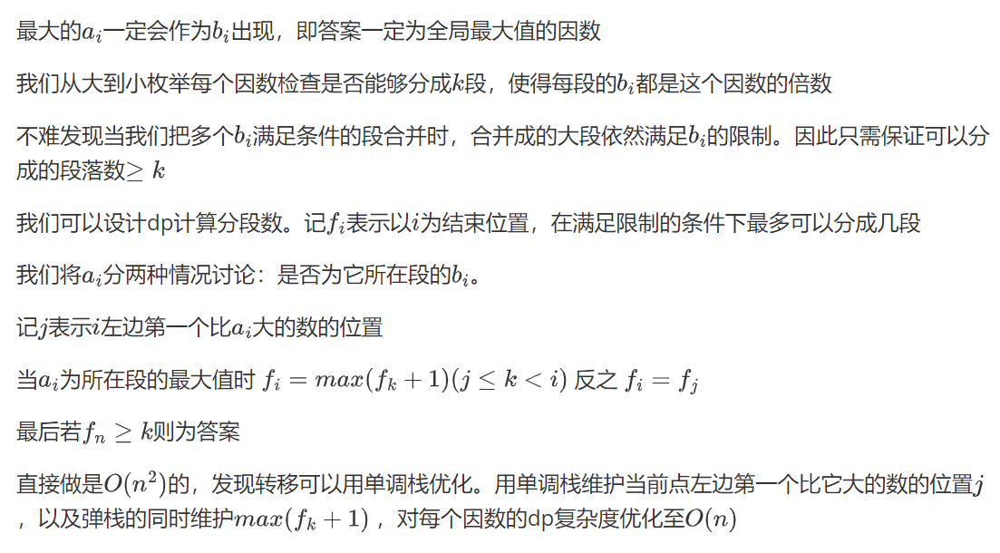 最大的$a_i$一定会作为$b_i$出现，即答案一定为全局最大值的因数
我们从大到小枚举每个因数检查是否能够分成$k$段，使得每段的$b_i$都是这个因数的倍数
不难发现当我们把多个$b_i$满足条件的段合并时，合并成的大段依然满足$b_i$的限制。因此只需保证可以分
成的段落数$\geq k$
我们可以设计dp计算分段数。记$f_i$表示以$i$为结束位置，在满足限制的条件下最多可以分成几段
我们将$a_i$分两种情况讨论：是否为它所在段的$b_i$。
记$j$表示$i$左边第一个比$a_i$大的数的位置
当$a_i$为所在段的最大值时 $f_i = max(f_k + 1)(j \leq k < i)$ 反之 $f_i = f_j$
最后若$f_n \geq k$则为答案
直接做是$O(n^2)$的，发现转移可以用单调栈优化。用单调栈维护当前点左边第一个比它大的数的位置$j$
，以及弹栈的同时维护$max(f_k + 1)$ ，对每个因数的dp复杂度优化至$O(n)$